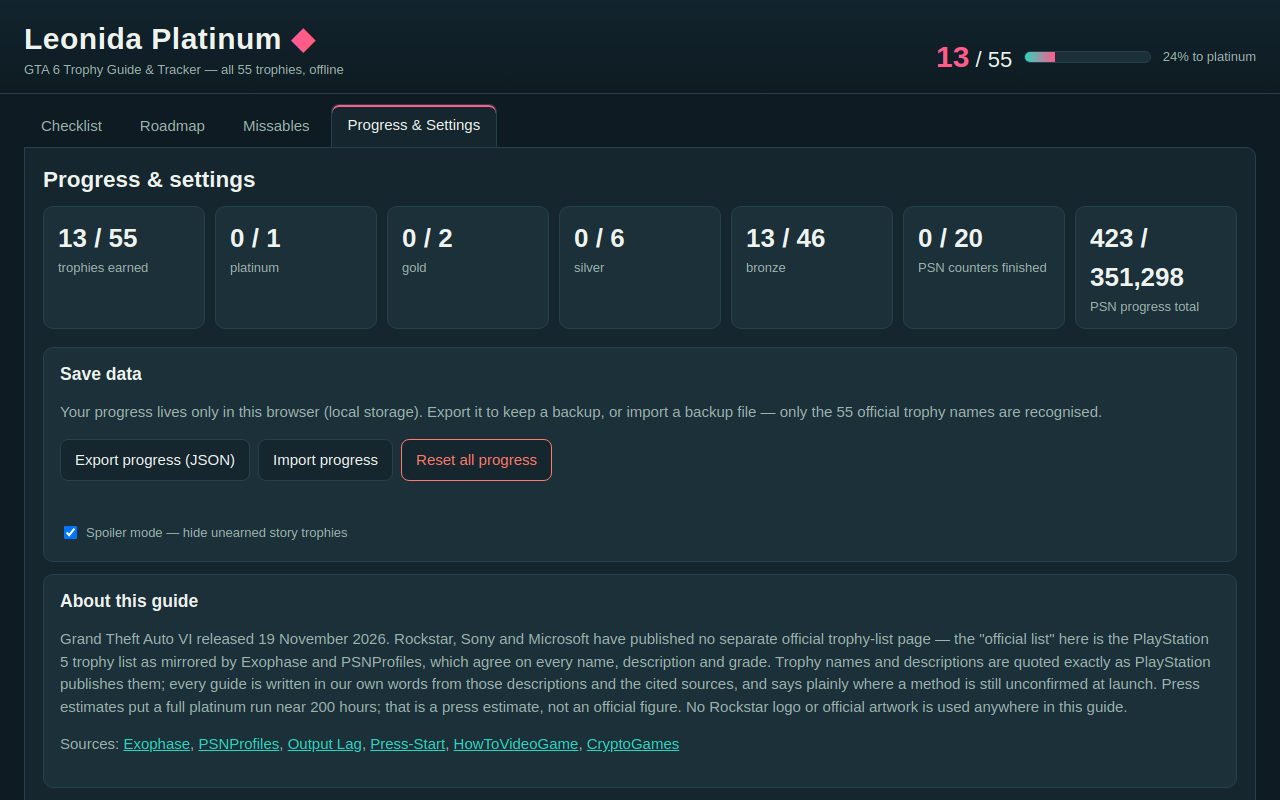 Leonida Platinum
GTA 6 Trophy Guide & Tracker — all 55 trophies, offline
13 / 55
24% to platinum
Checklist
Roadmap
Missables
Progress & Settings
Progress & settings
13 / 55
trophies earned
0 / 1
platinum
0 / 2
gold
0 / 6
silver
13 / 46
bronze
0 / 20
PSN counters finished
423 /
351,298
PSN progress total
Save data
Your progress lives only in this browser (local storage). Export it to keep a backup, or import a backup file — only the 55 official trophy names are recognised.
Export progress (JSON)
Import progress
Reset all progress
Spoiler mode — hide unearned story trophies
About this guide
Grand Theft Auto VI released 19 November 2026. Rockstar, Sony and Microsoft have published no separate official trophy-list page — the "official list" here is the PlayStation
5 trophy list as mirrored by Exophase and PSNProfiles, which agree on every name, description and grade. Trophy names and descriptions are quoted exactly as PlayStation
publishes them; every guide is written in our own words from those descriptions and the cited sources, and says plainly where a method is still unconfirmed at launch. Press
estimates put a full platinum run near 200 hours; that is a press estimate, not an official figure. No Rockstar logo or official artwork is used anywhere in this guide.
Sources: Exophase, PSNProfiles, Output Lag, Press-Start, HowToVideoGame, CryptoGames